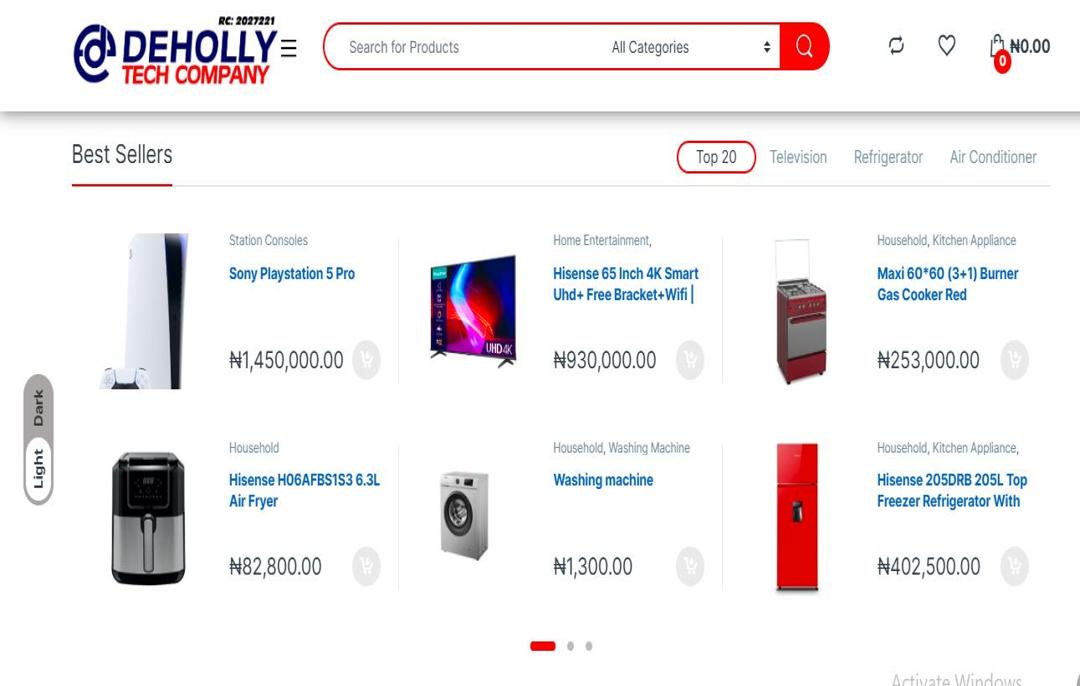 RC: 2027221
DEHOLLY
TECH COMPANY
Search for Products
All Categories
0
₦0.00
Best Sellers
Top 20
Television
Refrigerator
Air Conditioner
Station Consoles
Sony Playstation 5 Pro
₦1,450,000.00
Home Entertainment,
Hisense 65 Inch 4K Smart
Uhd+ Free Bracket+Wifi |
UHD4K
₦930,000.00
Household, Kitchen Appliance
Maxi 60*60 (3+1) Burner
Gas Cooker Red
₦253,000.00
Dark
Light
Household
Hisense H06AFBS1S3 6.3L
Air Fryer
₦82,800.00
Household, Washing Machine
Washing machine
₦1,300.00
Household, Kitchen Appliance,
Hisense 205DRB 205L Top
Freezer Refrigerator With
₦402,500.00
Activate Windows